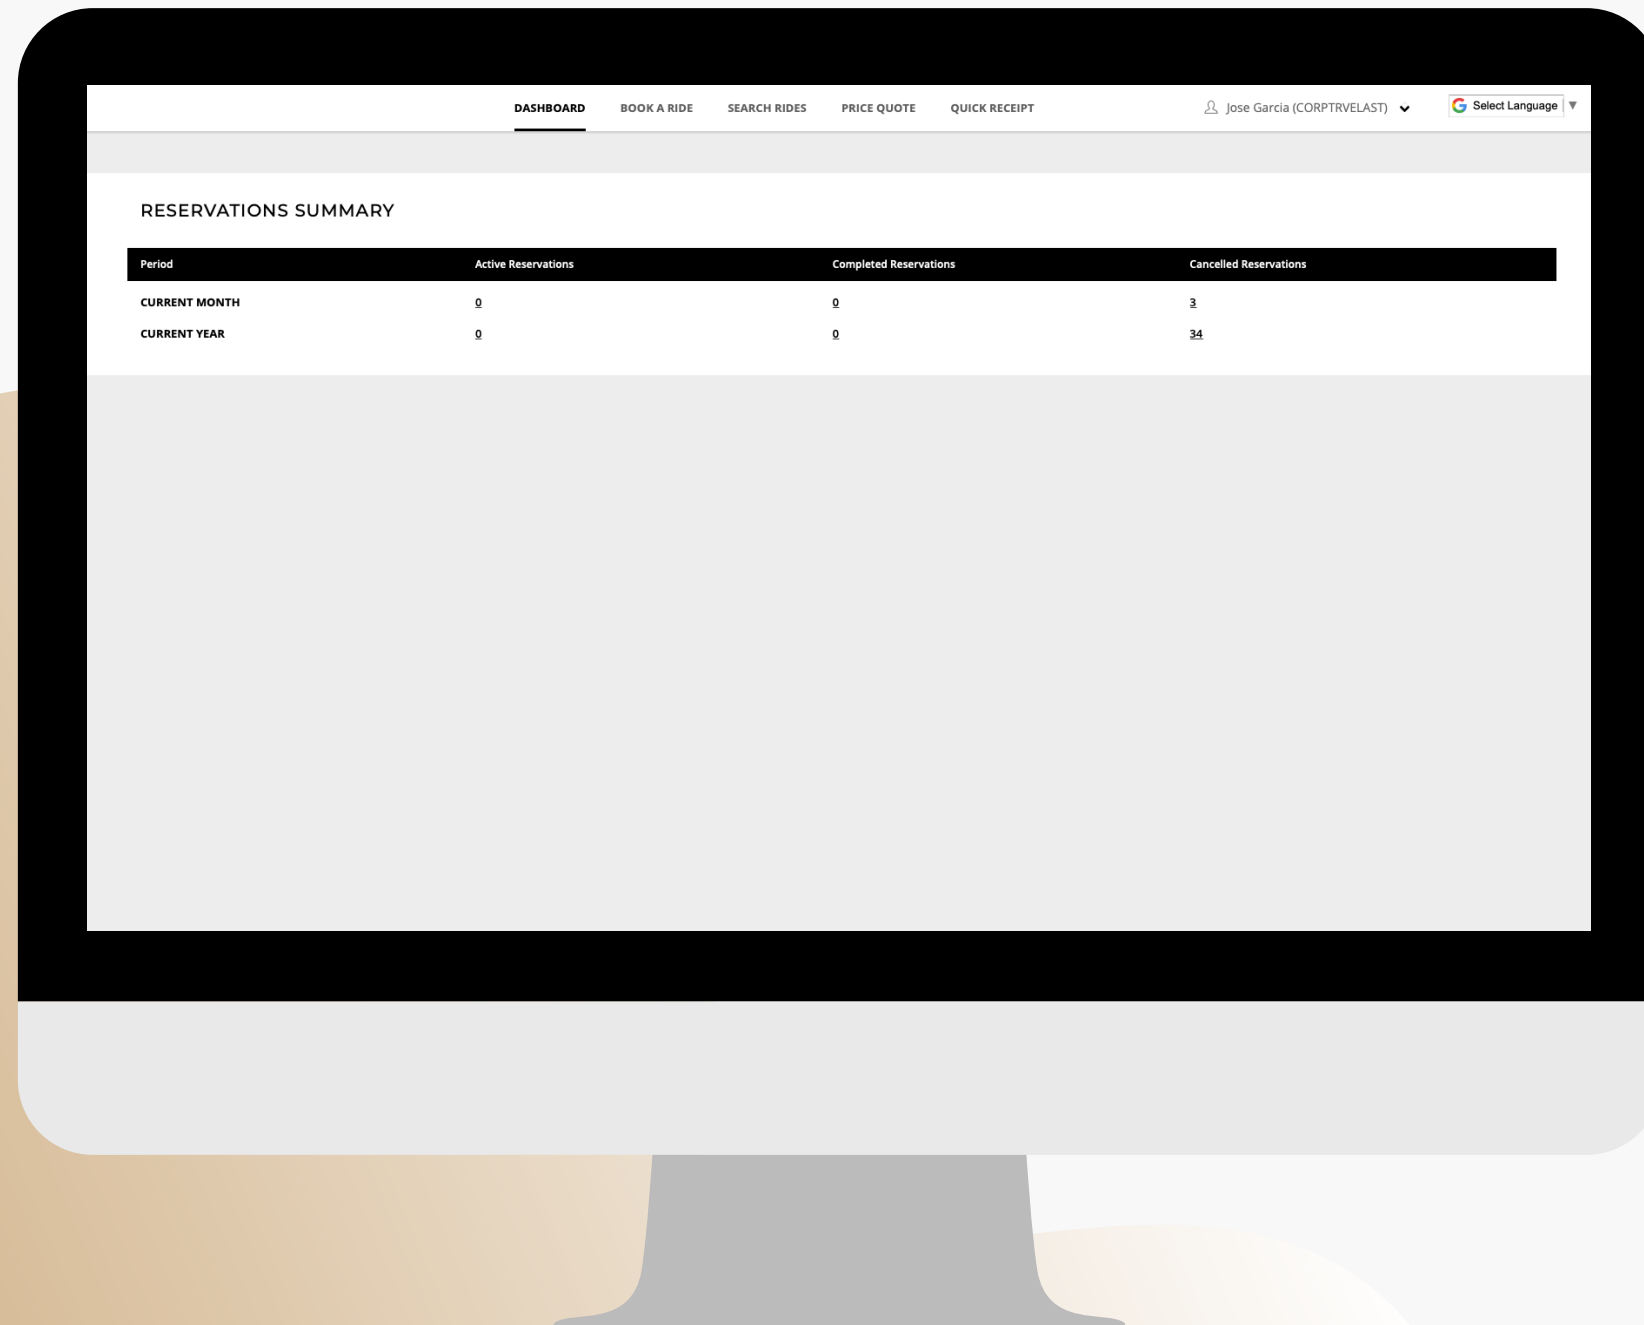 DASHBOARD BOOK A RIDE SEARCH RIDES PRICE QUOTE QUICK RECEIPT Jose Garcia (CORPTRVELAST) Select Language ▼
RESERVATIONS SUMMARY
Period Active Reservations Completed Reservations Cancelled Reservations
CURRENT MONTH 0 0 3
CURRENT YEAR 0 0 34